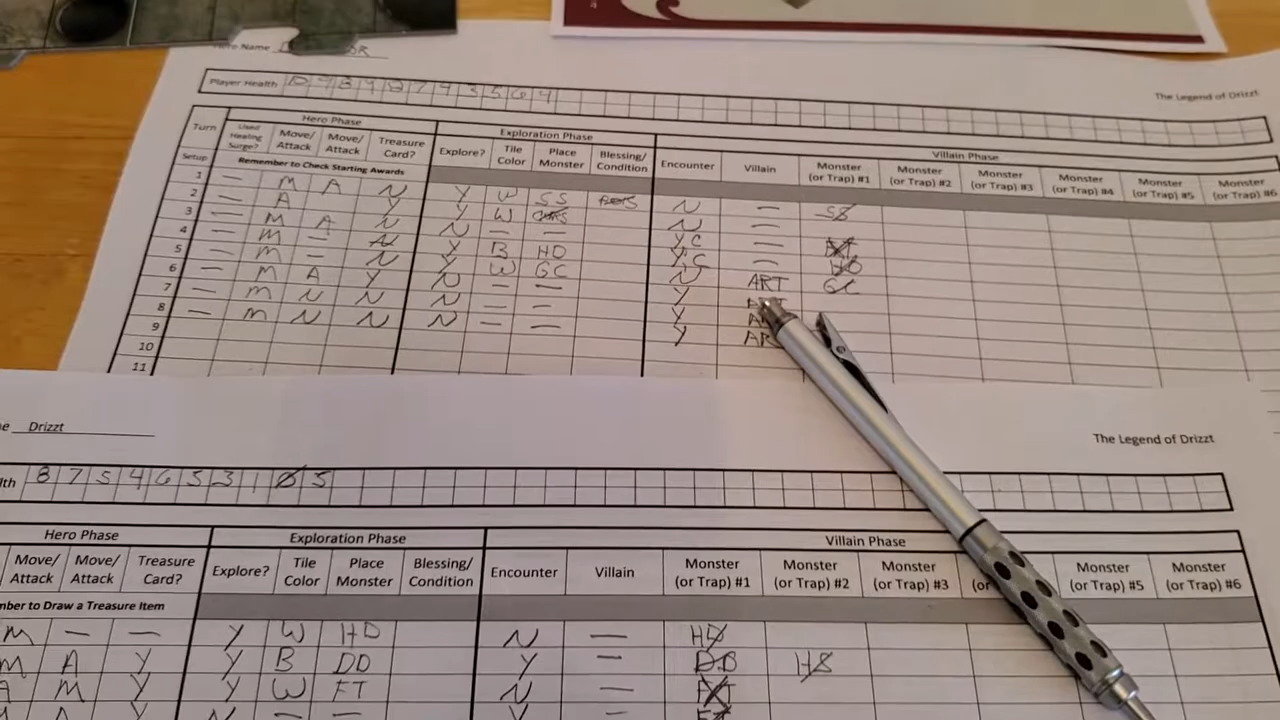 Hero Name
The Legend of Drizzt
Player Health 10 9 8 9 8 7 4 3 5 6 4
Hero Phase Exploration Phase Villain Phase
Turn Used Healing Surge? Move/ Attack Move/ Attack Treasure Card? Explore? Tile Color Place Monster Blessing/ Condition Encounter Villain Monster (or Trap) #1 Monster (or Trap) #2 Monster (or Trap) #3 Monster (or Trap) #4 Monster (or Trap) #5 Monster (or Trap) #6
Setup Remember to Check Starting Awards
1 — M A N Y W SS N — SS
2 — A Y Y W N —
3 — M A N N — — Y C —
4 — M — N Y B HD Y C — HD
5 — M — N Y W GC N ART GC
6 — M A Y N — — Y
7 — M N N N — — Y
8 — M N N N — — Y
9
10
11
Drizzt
The Legend of Drizzt
8 7 5 4 6 5 3 1 0 5
Hero Phase Exploration Phase Villain Phase
Move/ Attack Move/ Attack Treasure Card? Explore? Tile Color Place Monster Blessing/ Condition Encounter Villain Monster (or Trap) #1 Monster (or Trap) #2 Monster (or Trap) #3 Monster (or Trap) #5 Monster (or Trap) #6
to Draw a Treasure Item
M — — Y W HD N — HD
M A Y Y B DD Y — DD HS
A M Y Y W FT N — FT
A Y N — — Y